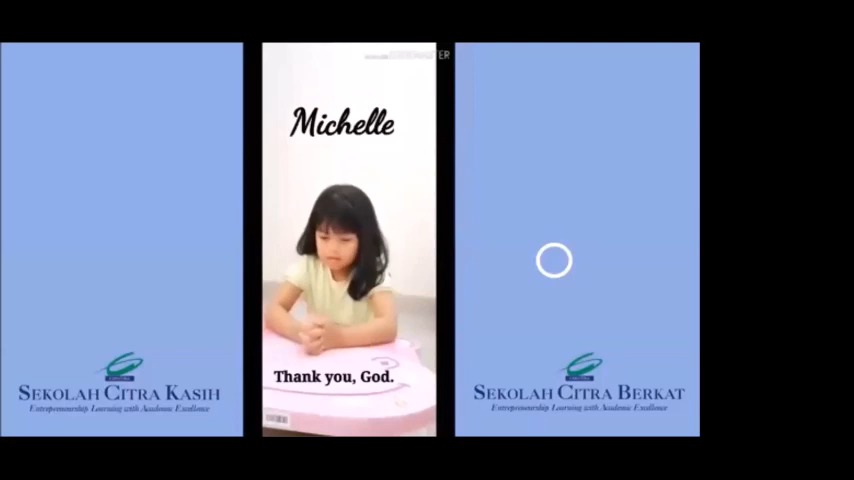 Michelle
Thank you, God.
SEKOLAH CITRA KASIH
Entrepreneurship Learning with Academic Excellence
SEKOLAH CITRA BERKAT
Entrepreneurship Learning with Academic Excellence